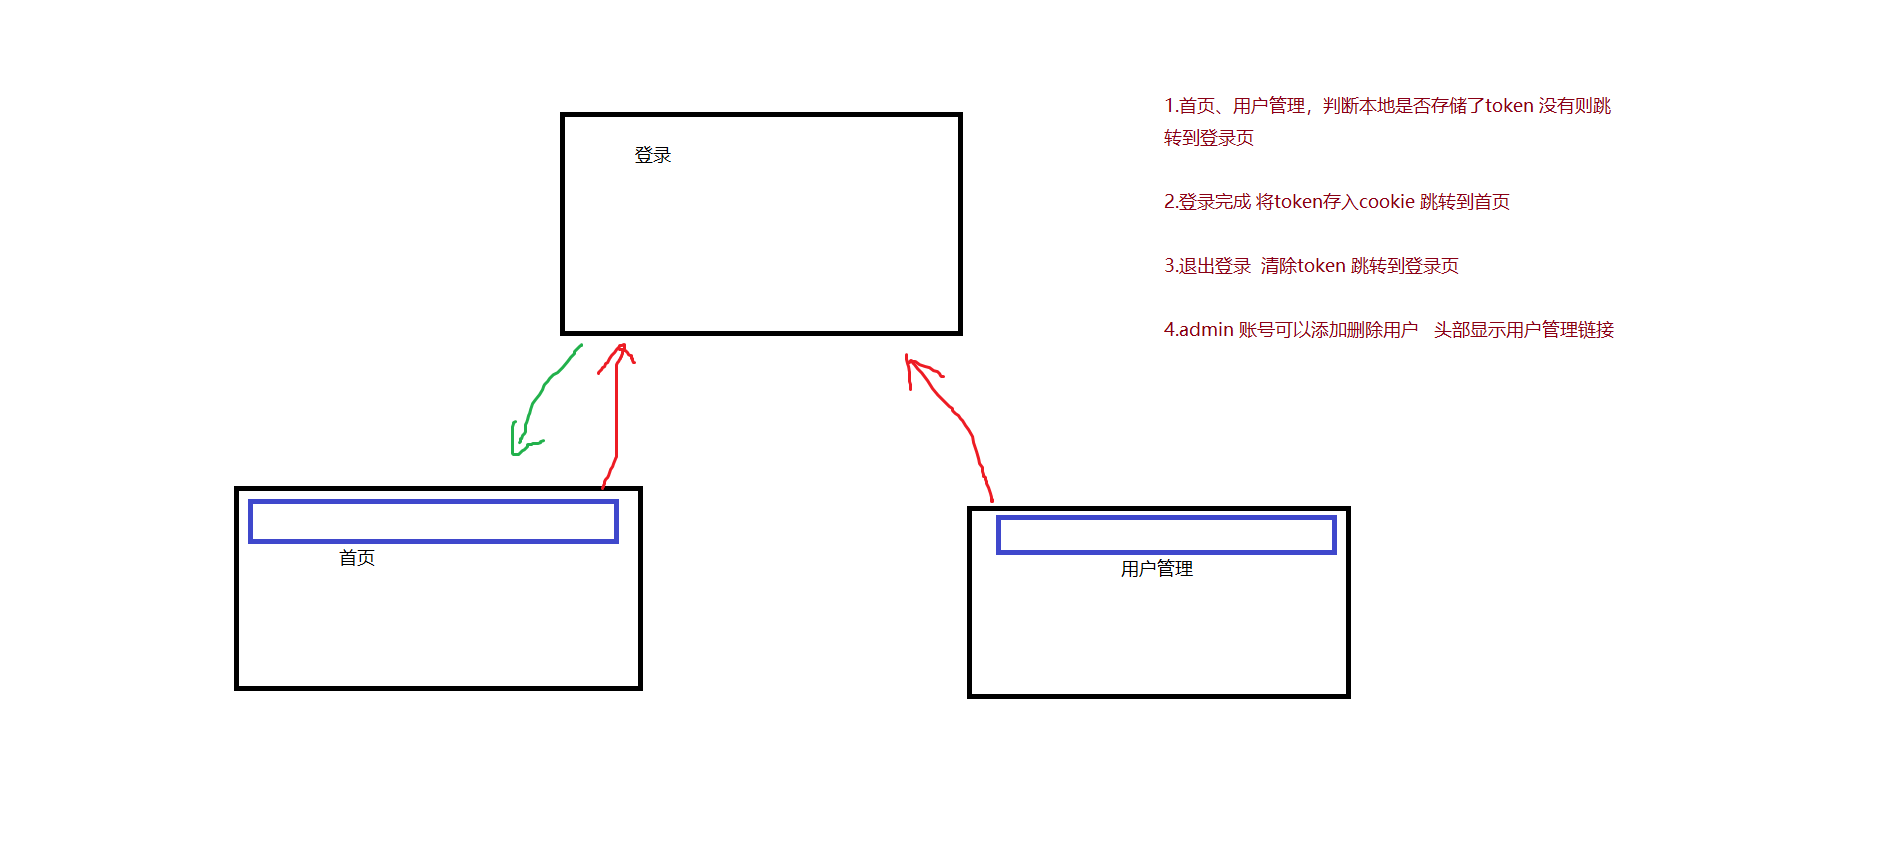 登录
1.首页、用户管理，判断本地是否存储了token 没有则跳
转到登录页
2.登录完成 将token存入cookie 跳转到首页
3.退出登录  清除token 跳转到登录页
4.admin 账号可以添加删除用户   头部显示用户管理链接
首页
用户管理